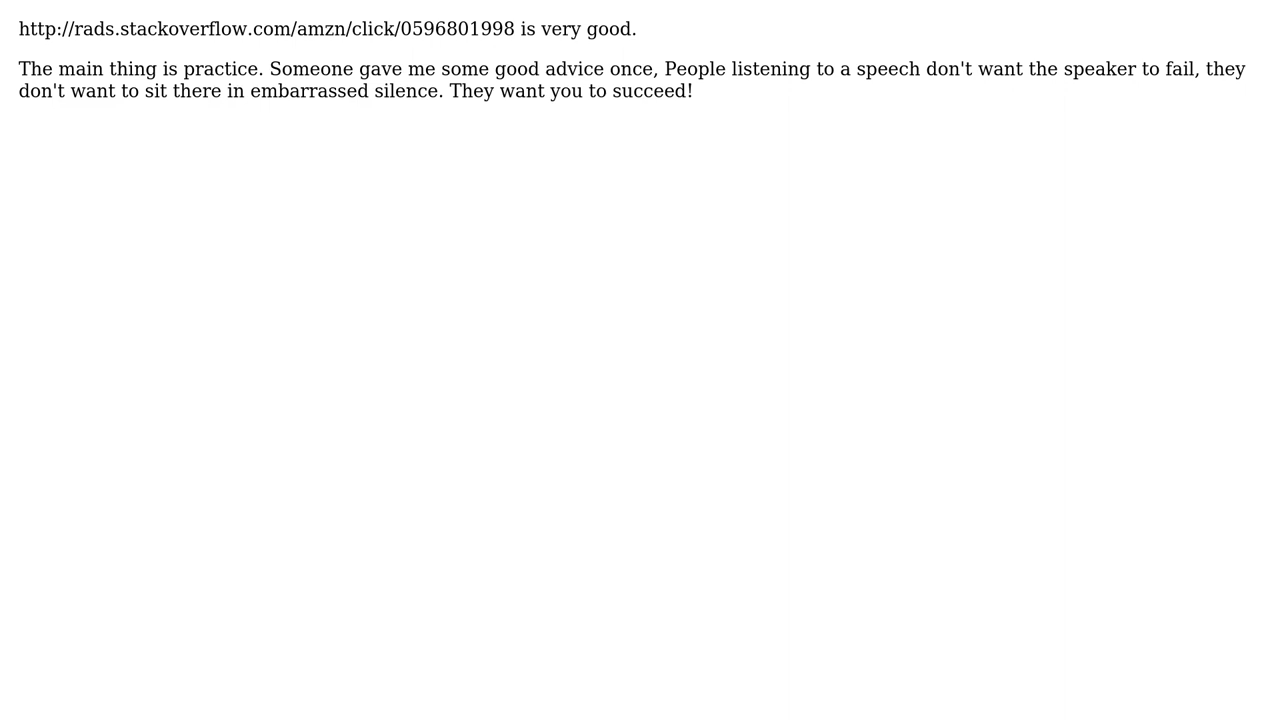 http://rads.stackoverflow.com/amzn/click/0596801998 is very good.
The main thing is practice. Someone gave me some good advice once, People listening to a speech don't want the speaker to fail, they
don't want to sit there in embarrassed silence. They want you to succeed!